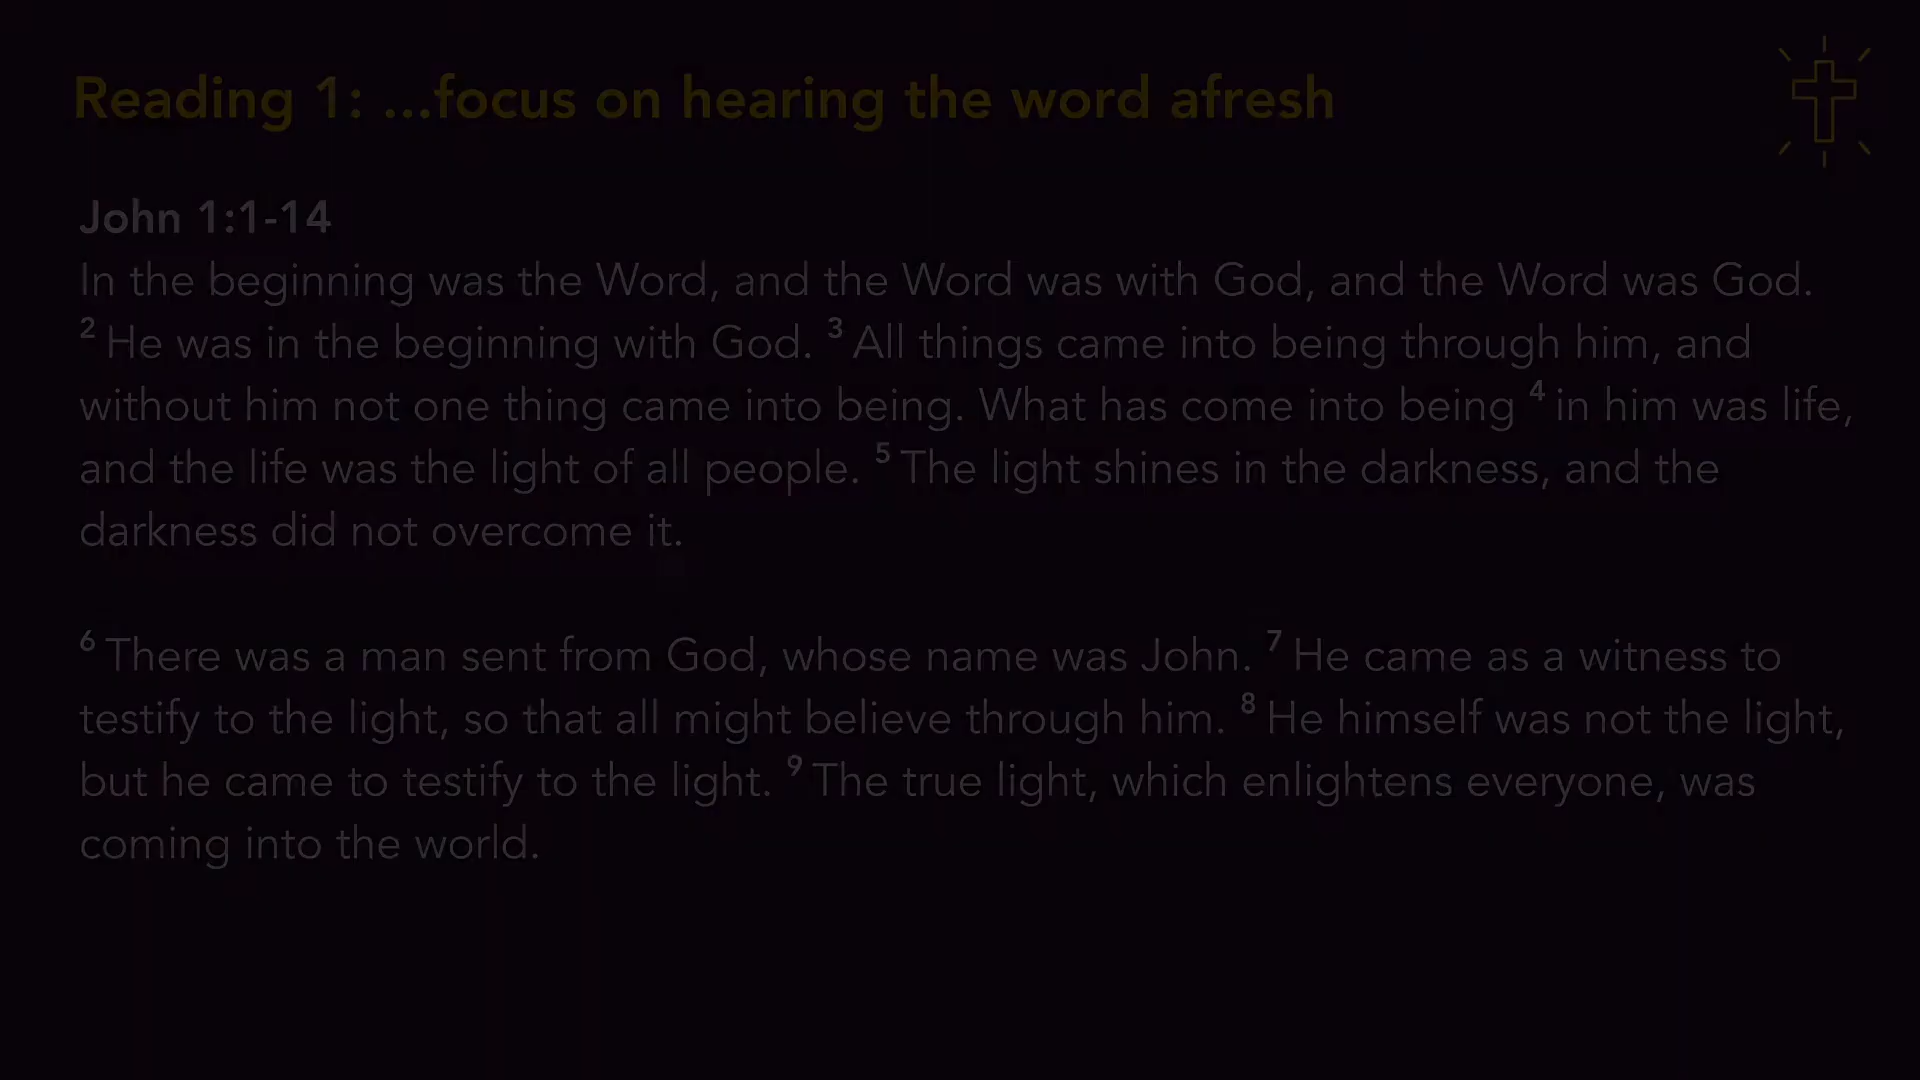 Reading 1: ...focus on hearing the word afresh
John 1:1-14
In the beginning was the Word, and the Word was with God, and the Word was God.
2 He was in the beginning with God. 3 All things came into being through him, and
without him not one thing came into being. What has come into being 4 in him was life,
and the life was the light of all people. 5 The light shines in the darkness, and the
darkness did not overcome it.
6 There was a man sent from God, whose name was John. 7 He came as a witness to
testify to the light, so that all might believe through him. 8 He himself was not the light,
but he came to testify to the light. 9 The true light, which enlightens everyone, was
coming into the world.